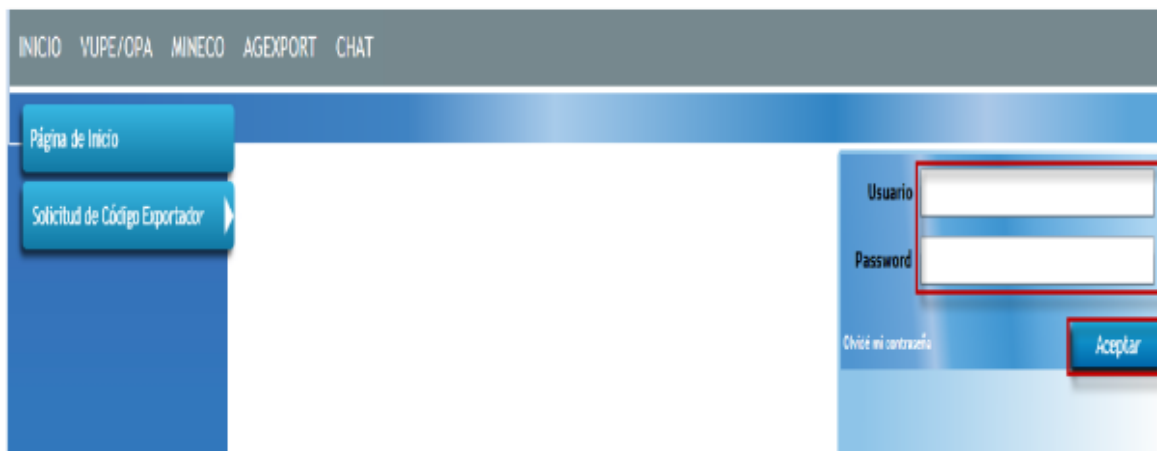 INICIO VUPE/OPA MINECO AGEXPORT CHAT
Página de Inicio
Solicitud de Código Exportador
Usuario
Password
Olvidé mi contraseña
Aceptar